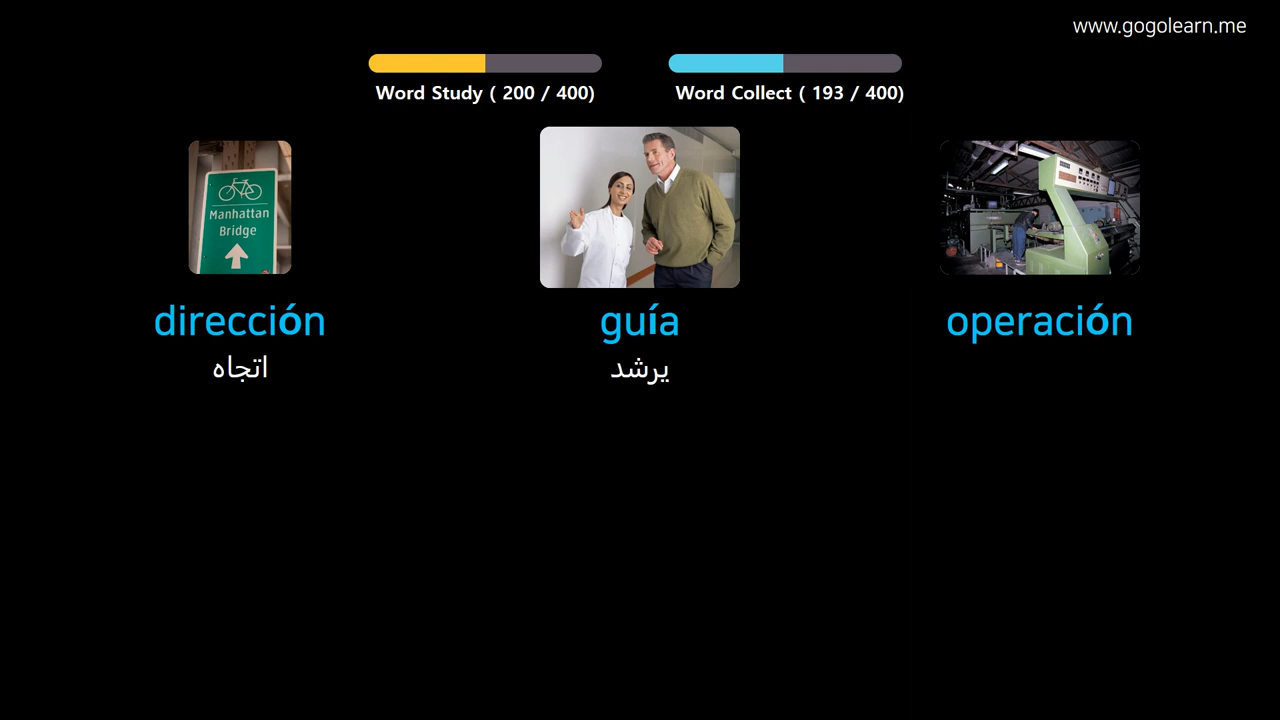 www.gogolearn.me
Word Study ( 200 / 400)
Word Collect ( 193 / 400)
Manhattan
Bridge
dirección
guía
operación
اتجاه
يرشد